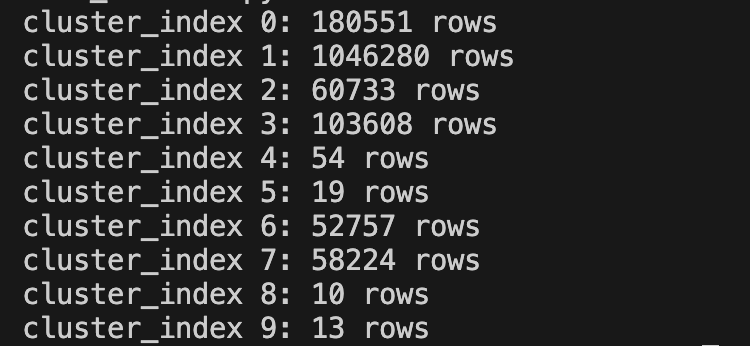 cluster_index 0: 180551 rows
cluster_index 1: 1046280 rows
cluster_index 2: 60733 rows
cluster_index 3: 103608 rows
cluster_index 4: 54 rows
cluster_index 5: 19 rows
cluster_index 6: 52757 rows
cluster_index 7: 58224 rows
cluster_index 8: 10 rows
cluster_index 9: 13 rows